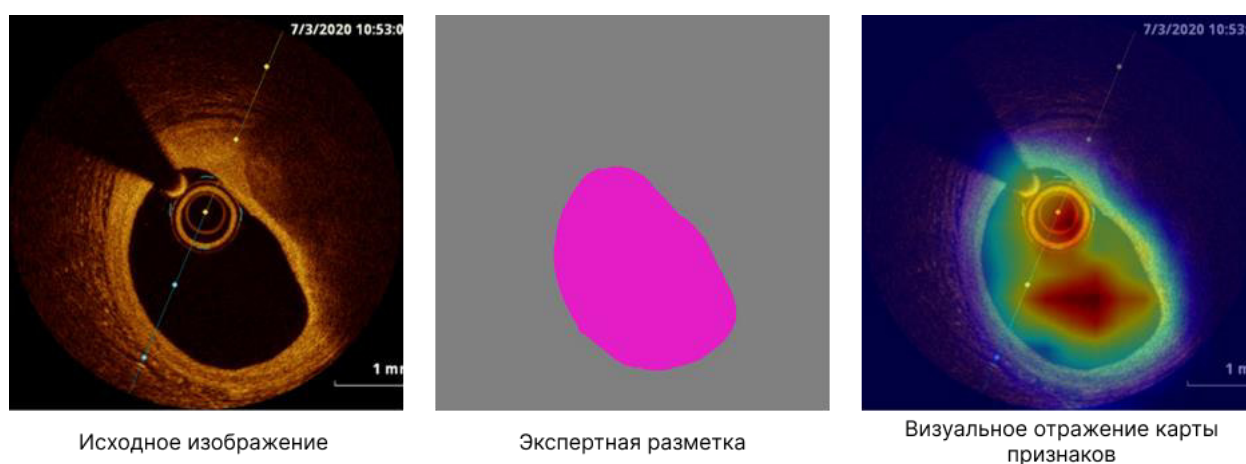 7/3/2020 10:53:0
7/3/2020 10:53:
1 m
1 m
Исходное изображение
Экспертная разметка
Визуальное отражение карты
признаков